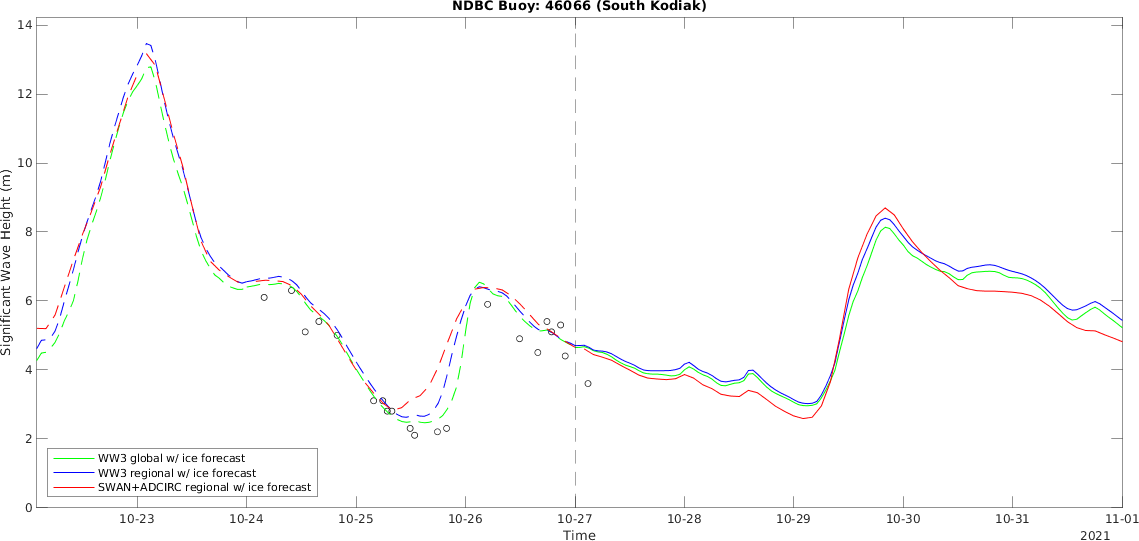 NDBC Buoy: 46066 (South Kodiak)
Significant Wave Height (m)
14
12
10
8
6
4
2
0
WW3 global w/ ice forecast
WW3 regional w/ ice forecast
SWAN+ADCIRC regional w/ ice forecast
10-23 10-24 10-25 10-26 10-27 10-28 10-29 10-30 10-31 11-01
Time 2021